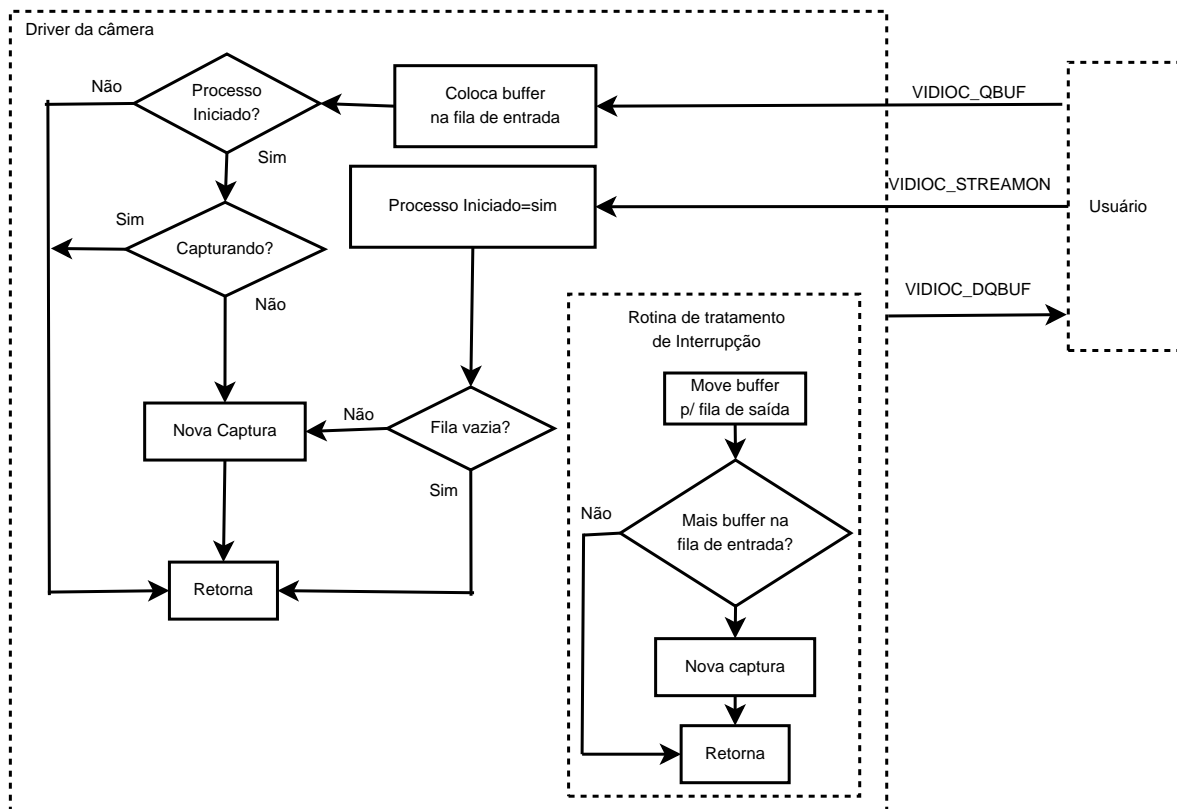 Driver da câmera
Não
Processo
Iniciado?
Coloca buffer
na fila de entrada
VIDIOC_QBUF
Sim
Processo Iniciado=sim
VIDIOC_STREAMON
Usuário
Sim
Capturando?
Não
VIDIOC_DQBUF
Rotina de tratamento
de Interrupção
Move buffer
p/ fila de saída
Nova Captura
Não
Fila vazia?
Sim
Não
Mais buffer na
fila de entrada?
Retorna
Nova captura
Retorna